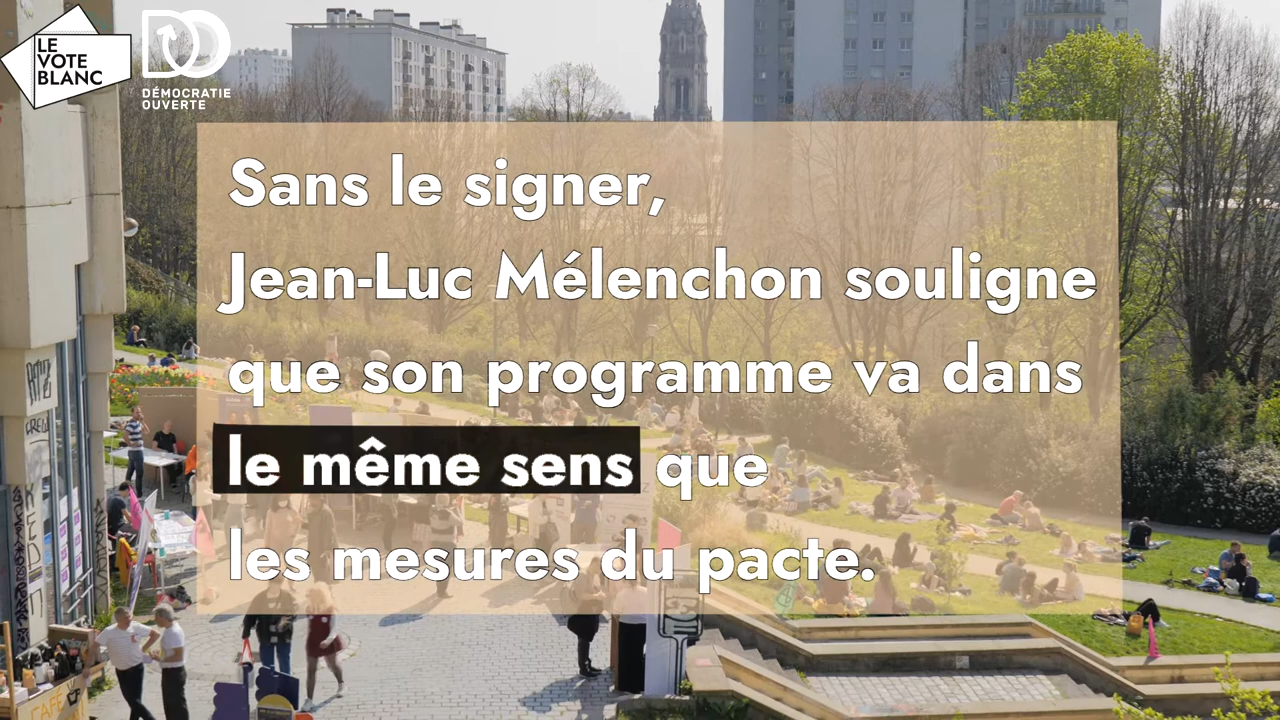 LE
VOTE
BLANC
DÉMOCRATIE
OUVERTE
Sans le signer,
Jean-Luc Mélenchon souligne
que son programme va dans
le même sens que
les mesures du pacte.
CAFÉ